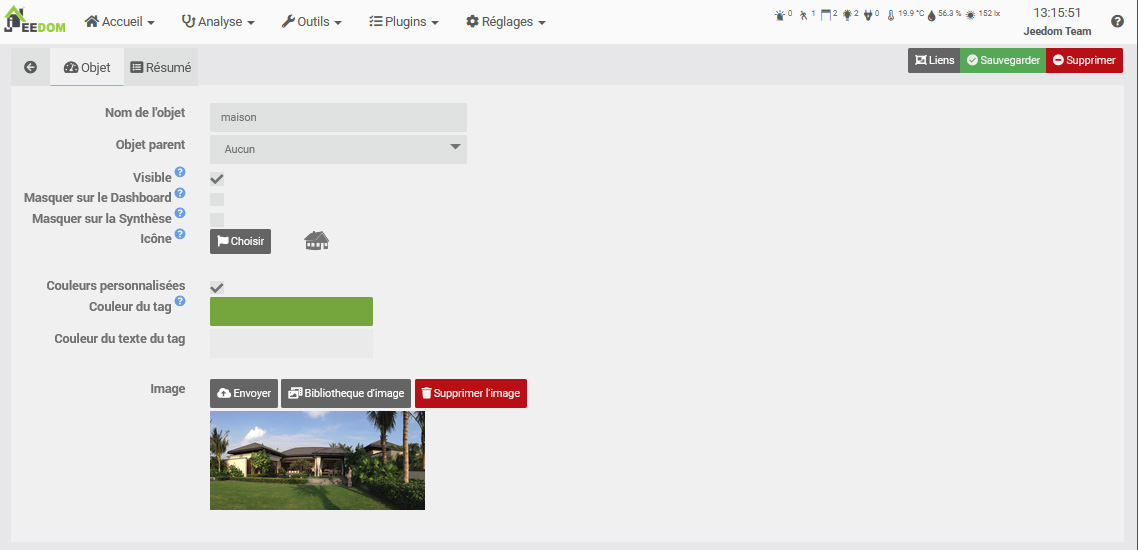 JEEDOM Accueil Analyse Outils Plugins Réglages 0 1 2 2 0 19.9 °C 56.3 % 152 lx 13:15:51
Jeedom Team
Objet Résumé Liens Sauvegarder Supprimer
Nom de l'objet maison
Objet parent Aucun
Visible ?
Masquer sur le Dashboard ?
Masquer sur la Synthèse ?
Icône ? Choisir
Couleurs personnalisées
Couleur du tag ?
Couleur du texte du tag
Image Envoyer Bibliotheque d'image Supprimer l'image